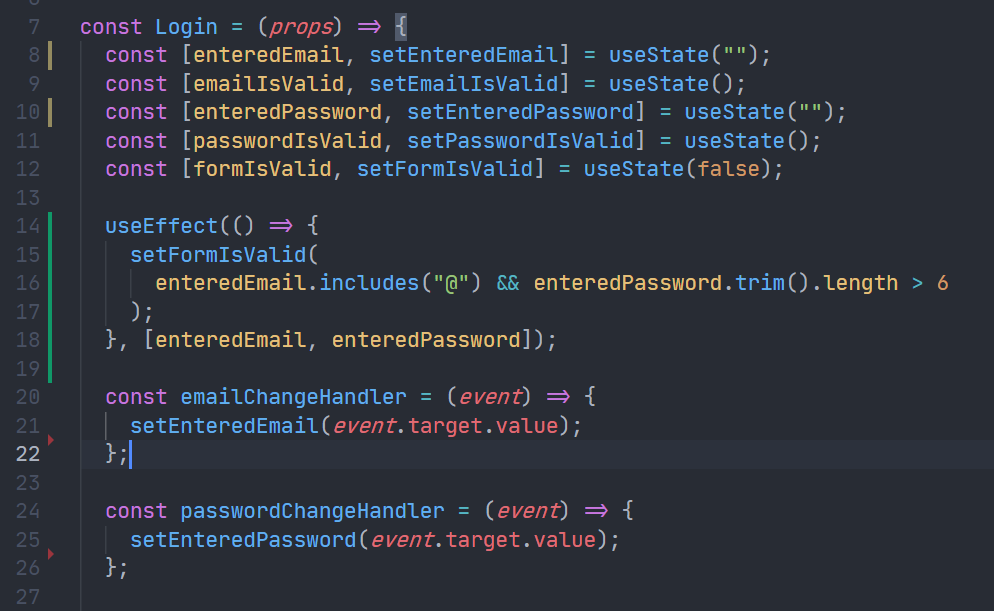 7 const Login = (props) => {
8 const [enteredEmail, setEnteredEmail] = useState("");
9 const [emailIsValid, setEmailIsValid] = useState();
10 const [enteredPassword, setEnteredPassword] = useState("");
11 const [passwordIsValid, setPasswordIsValid] = useState();
12 const [formIsValid, setFormIsValid] = useState(false);
13
14 useEffect(() => {
15 setFormIsValid(
16 enteredEmail.includes("@") && enteredPassword.trim().length > 6
17 );
18 }, [enteredEmail, enteredPassword]);
19
20 const emailChangeHandler = (event) => {
21 setEnteredEmail(event.target.value);
22 };
23
24 const passwordChangeHandler = (event) => {
25 setEnteredPassword(event.target.value);
26 };
27